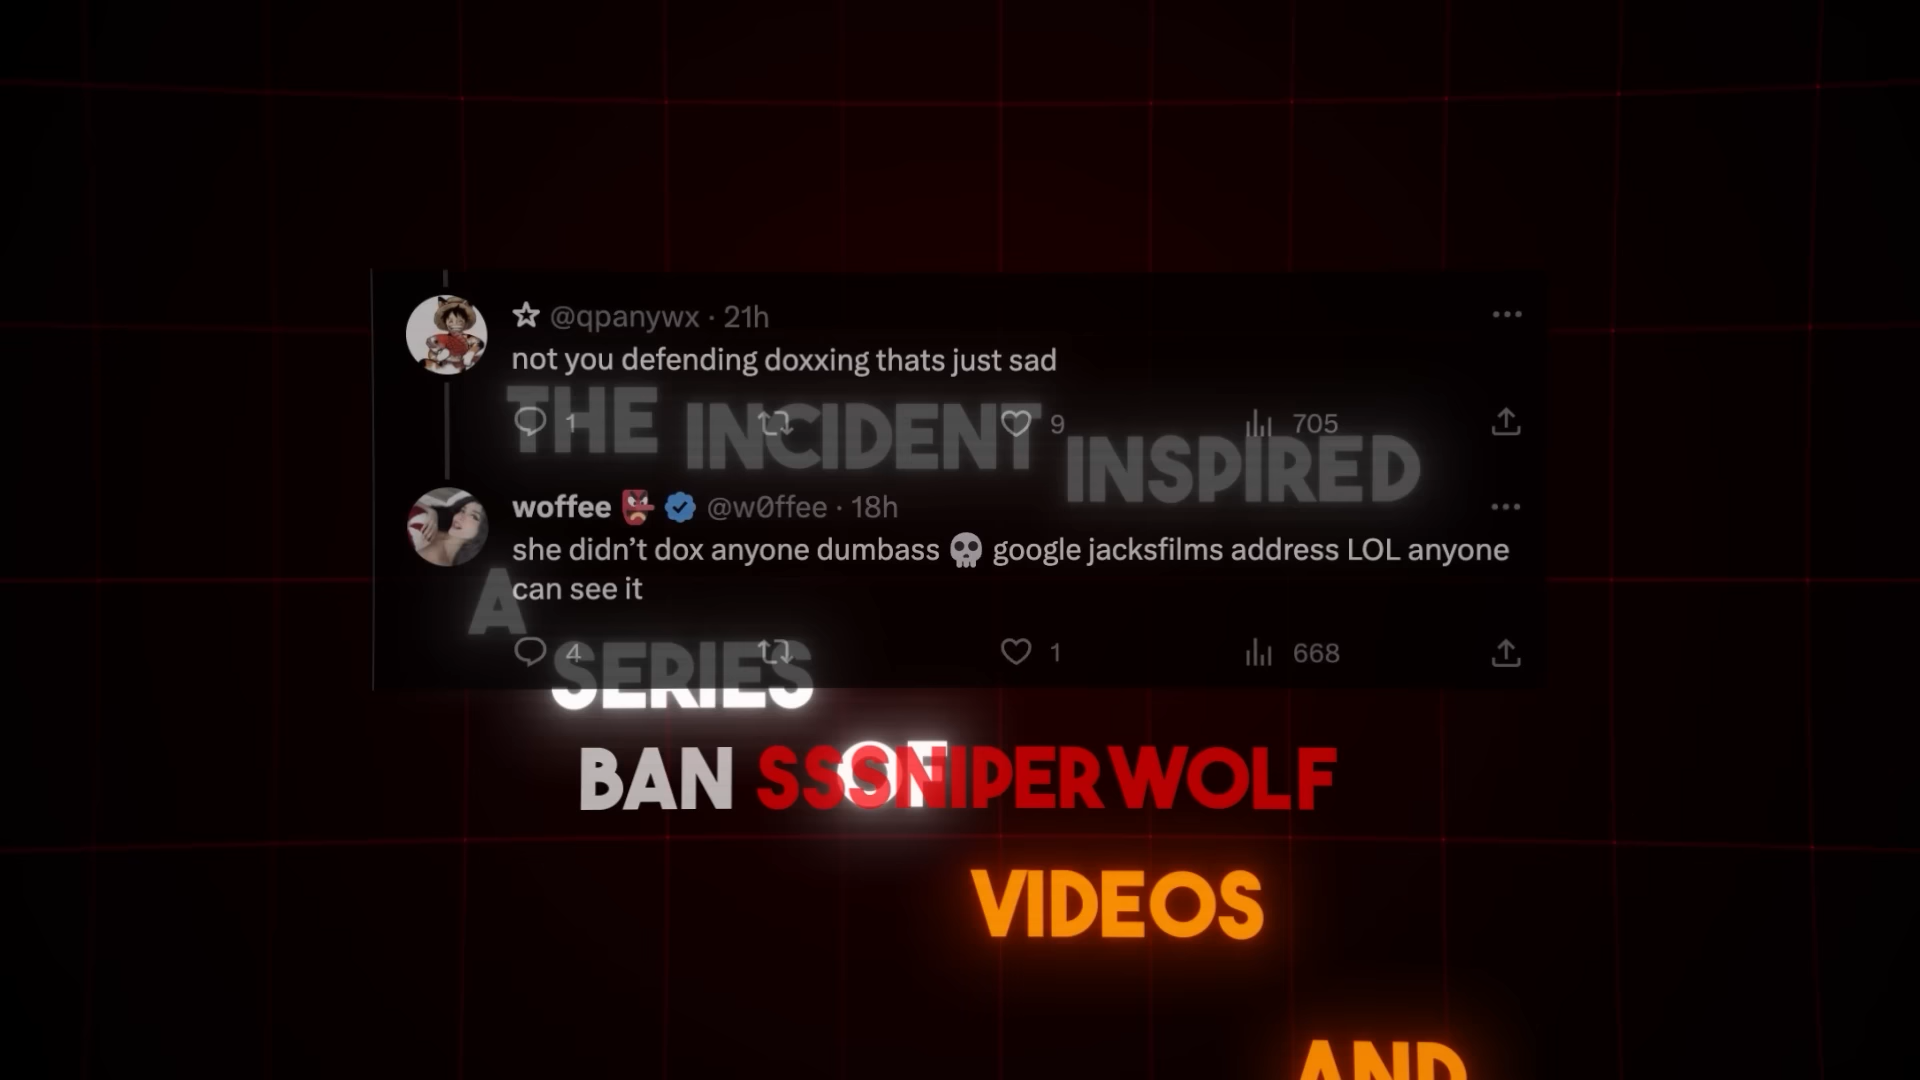 @qpanywx · 21h
not you defending doxxing thats just sad
THE INCIDENT INSPIRED
1 9 705
woffee @w0ffee · 18h
she didn't dox anyone dumbass 💀 google jacksfilms address LOL anyone
can see it
A
SERIES
4 1 668
OF
BAN SSSNIPERWOLF
VIDEOS
AND